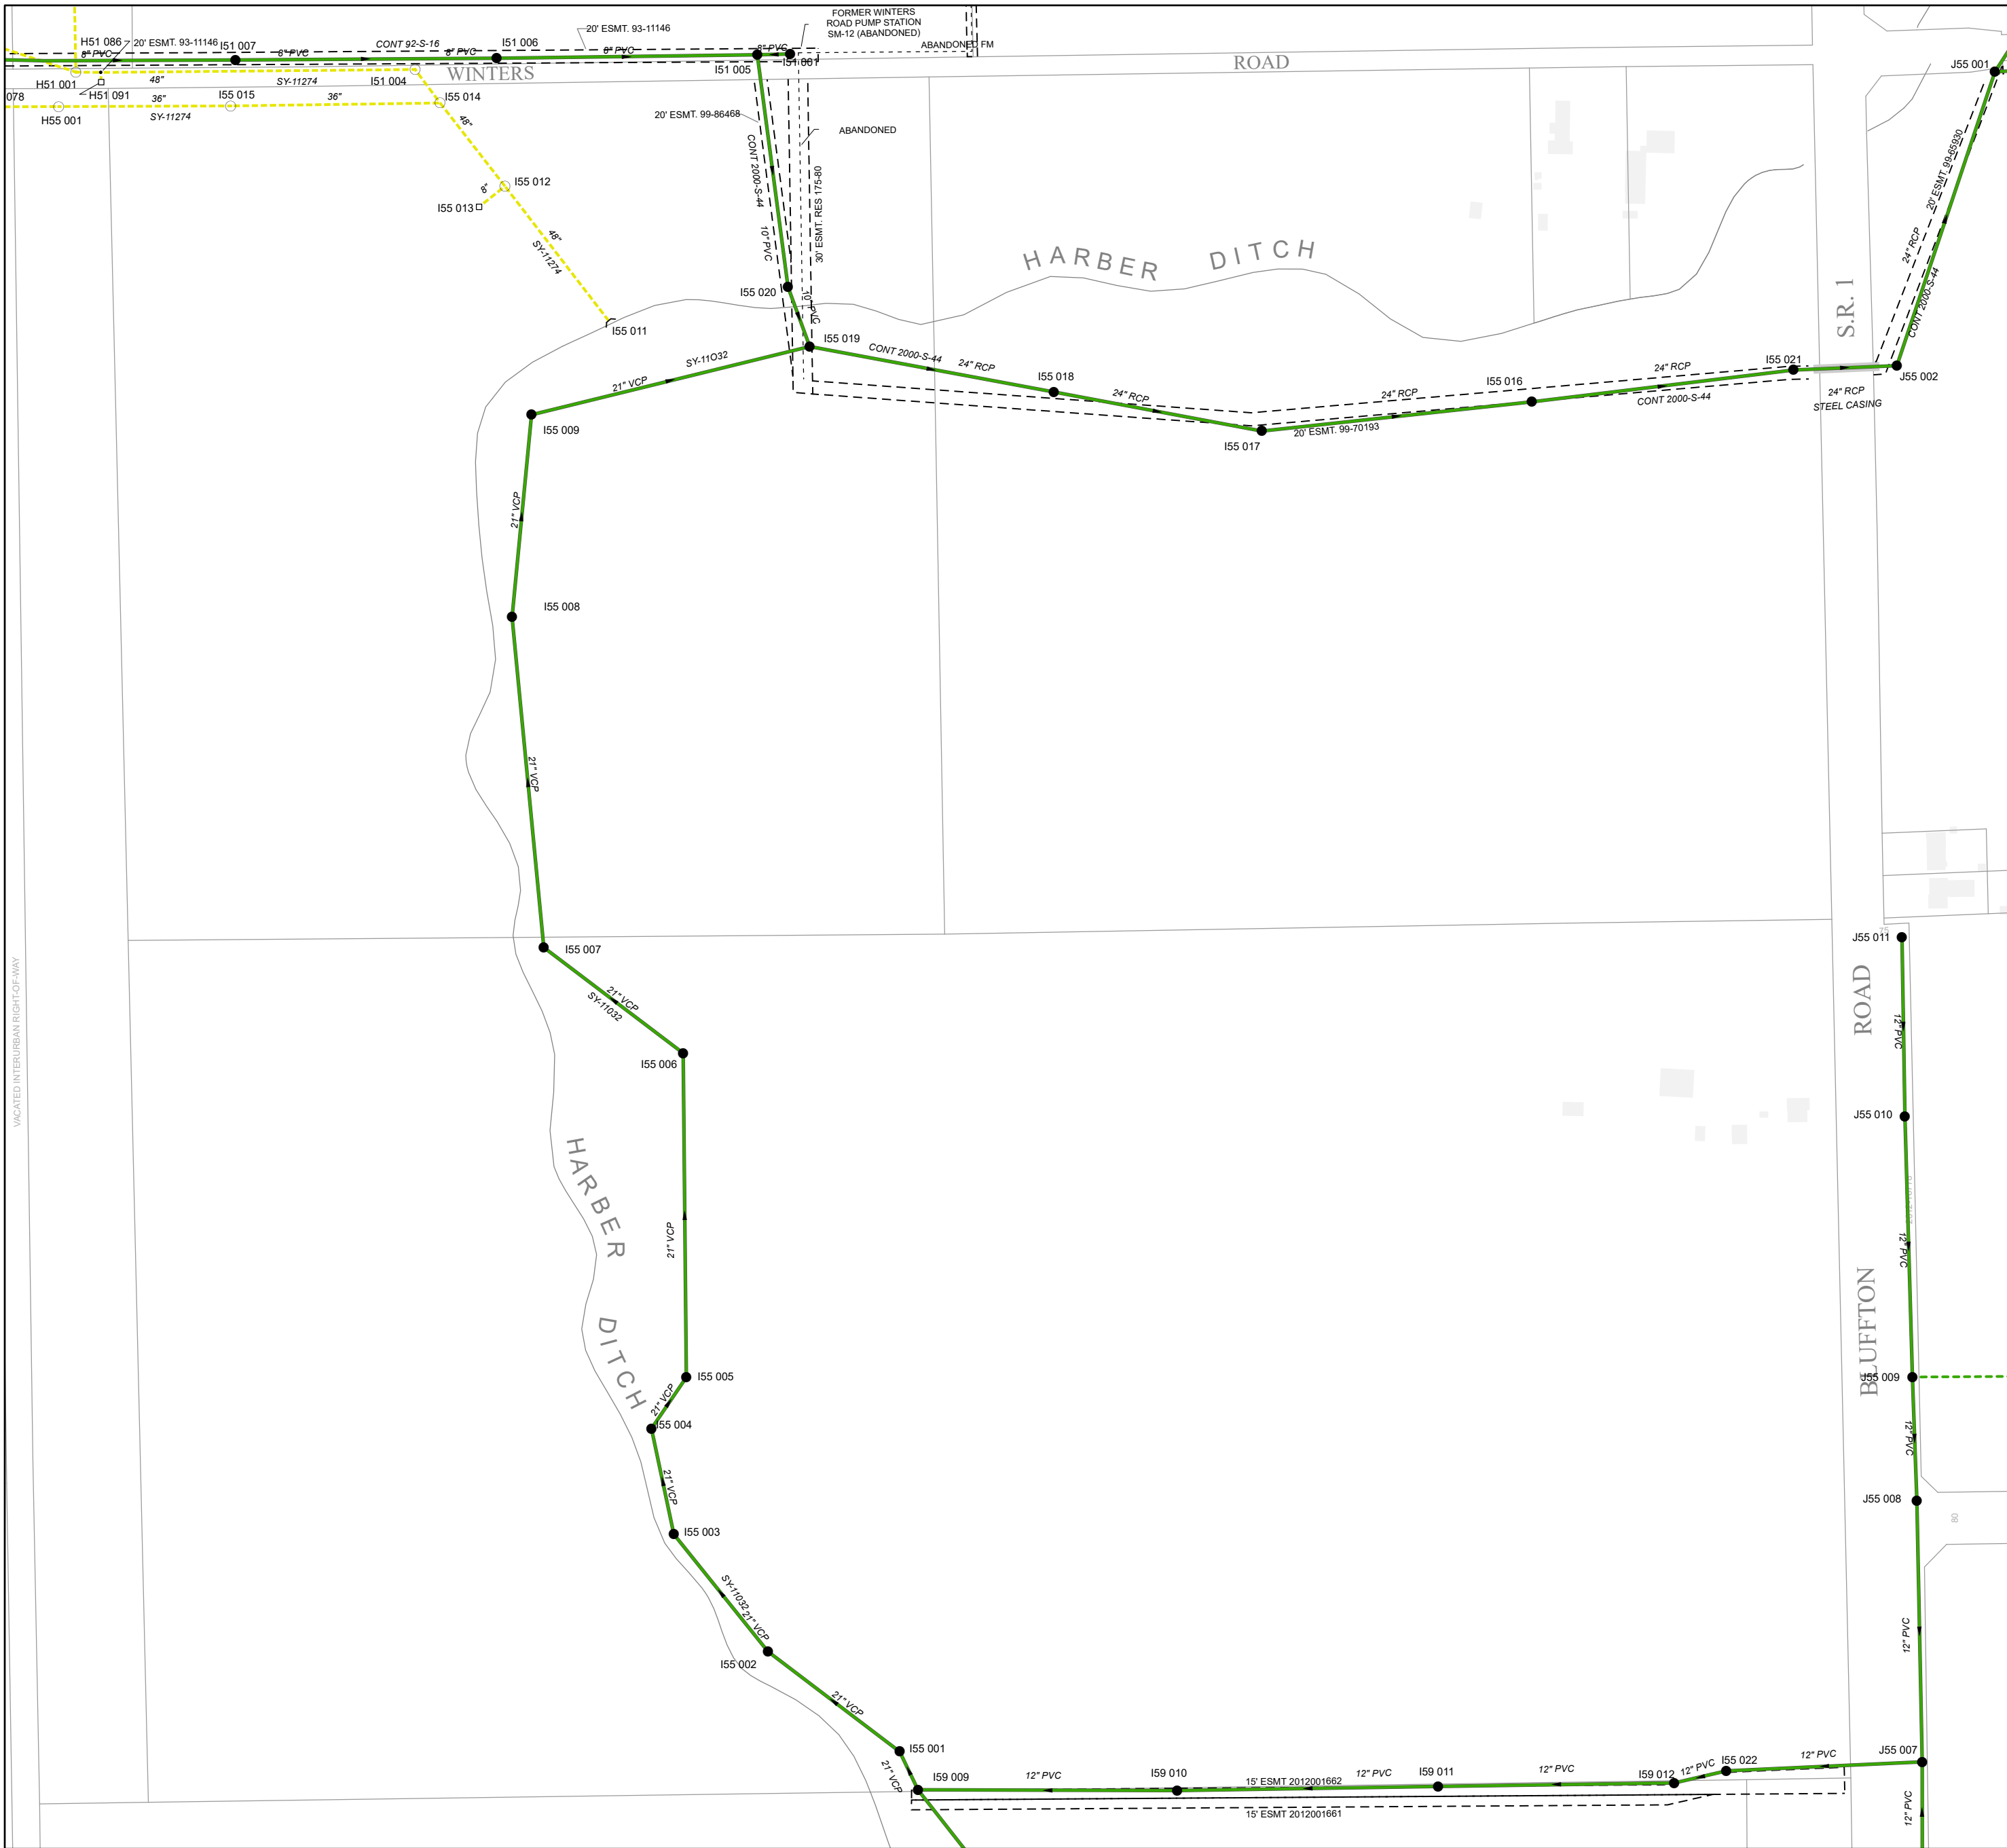 FORMER WINTERS
ROAD PUMP STATION
SM-12 (ABANDONED)
20' ESMT. 93-11146
H51 086
20' ESMT. 93-11146
I51 007
CONT 92-S-16
I51 006
8" PVC
8" PVC
8" PVC
8" PVC
8" PVC
ABANDONED FM
I51 005
I51 001
WINTERS
ROAD
J55 001
H51 001
48"
SY-11274
I51 004
H51 091
078
36"
I55 015
36"
I55 014
H55 001
SY-11274
48"
20' ESMT. 99-86468
ABANDONED
CONT 2000-S-44
30' ESMT. RES 175-80
20' ESMT. 99-65930
I55 012
8"
I55 013
48"
SY-11274
10" PVC
HARBER DITCH
24" RCP
I55 020
10" PVC
S.R. 1
CONT 2000-S-44
I55 011
I55 019
SY-11O32
CONT 2000-S-44
24" RCP
I55 021
24" RCP
J55 002
21" VCP
I55 018
24" RCP
24" RCP
I55 016
24" RCP
CONT 2000-S-44
STEEL CASING
I55 009
20' ESMT. 99-70193
I55 017
21" VCP
I55 008
21" VCP
75
J55 011
I55 007
VACATED INTERURBAN RIGHT-OF-WAY
21" VCP
SY-11032
ROAD
12" PVC
I55 006
J55 010
HARBER DITCH
21" VCP
12" PVC
BLUFFTON
I55 005
J55 009
21" VCP
I55 004
12" PVC
21" VCP
J55 008
80
I55 003
SY-11032
21" VCP
12" PVC
I55 002
21" VCP
I55 001
J55 007
21" VCP
I59 009
12" PVC
I59 010
15' ESMT 2012001662
12" PVC
I59 011
12" PVC
I59 012
12" PVC
I55 022
12" PVC
15' ESMT 2012001661
12" PVC